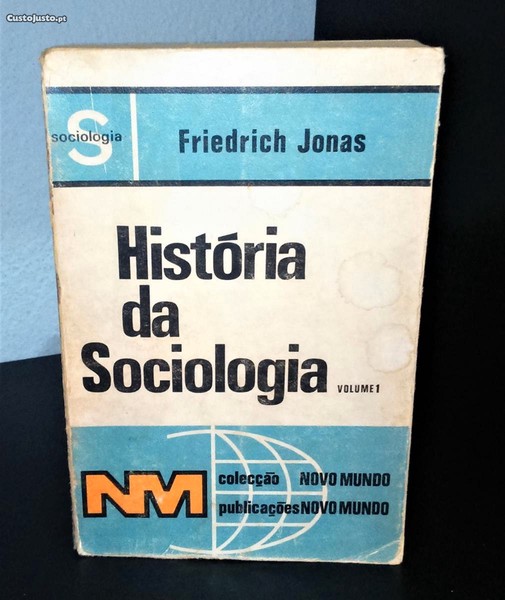 CustoJusto.pt
S
sociologia
Friedrich Jonas
História
da
Sociologia VOLUME 1
NM
colecção NOVO MUNDO
publicações NOVO MUNDO